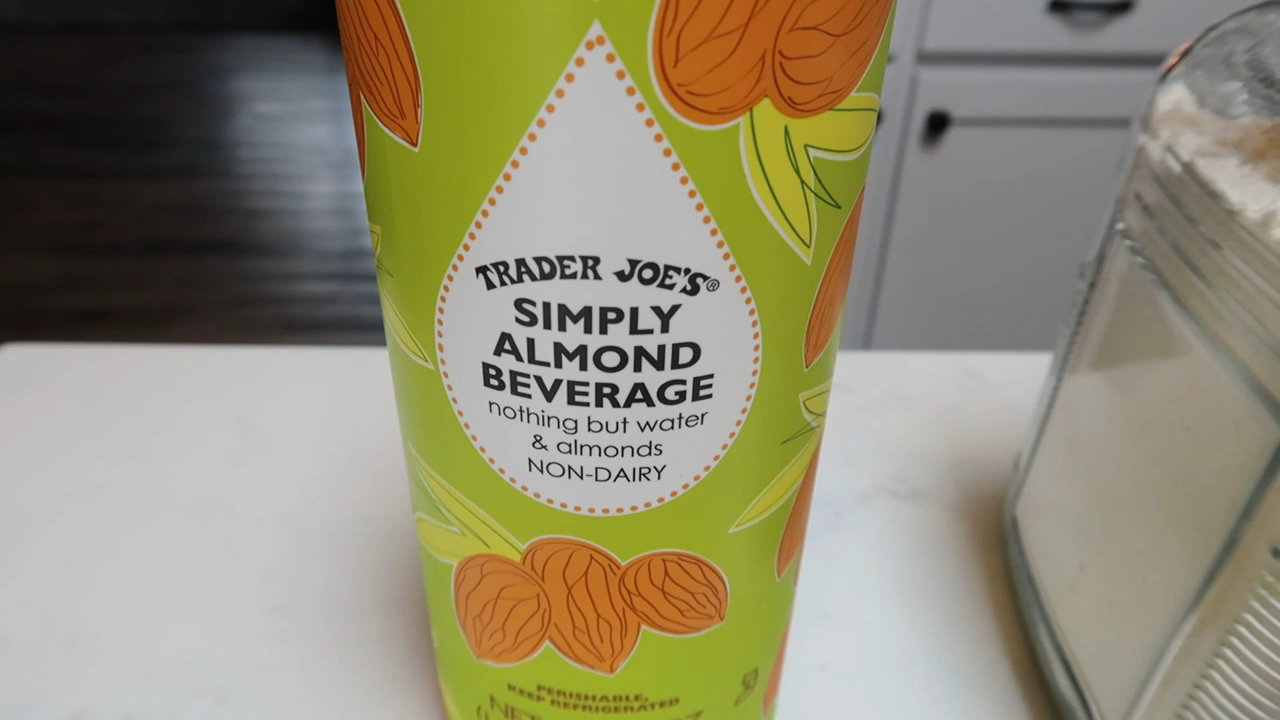 TRADER JOE'S®
SIMPLY
ALMOND
BEVERAGE
nothing but water
& almonds
NON-DAIRY
PERISHABLE,
KEEP REFRIGERATED